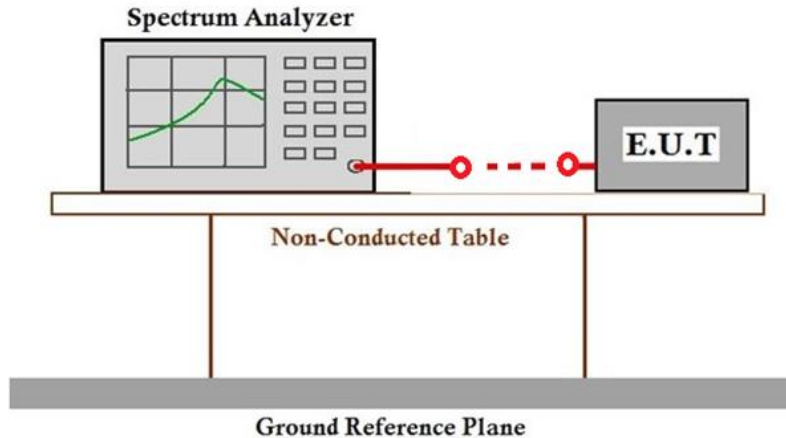 Spectrum Analyzer
E.U.T
Non-Conducted Table
Ground Reference Plane